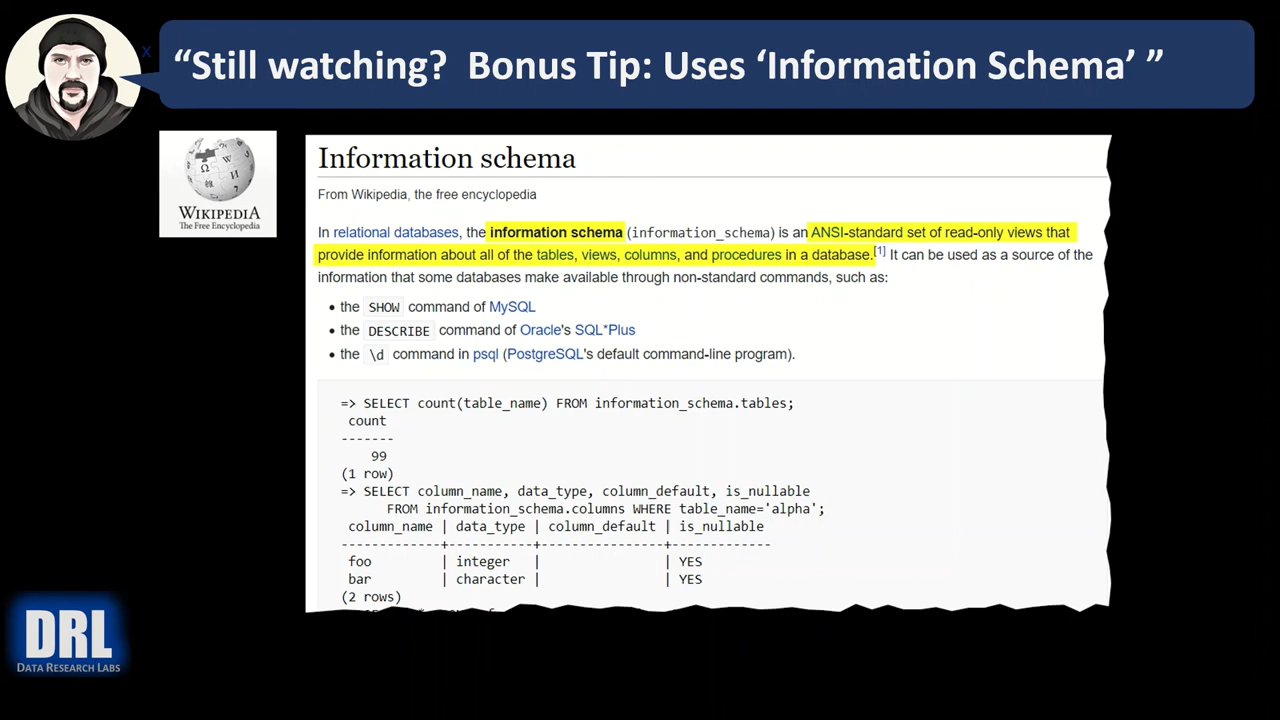 x
“Still watching?  Bonus Tip: Uses ‘Information Schema’ ”
WIKIPEDIA
The Free Encyclopedia
Information schema
From Wikipedia, the free encyclopedia
In relational databases, the information schema (information_schema) is an ANSI-standard set of read-only views that
provide information about all of the tables, views, columns, and procedures in a database.[1] It can be used as a source of the
information that some databases make available through non-standard commands, such as:
• the SHOW command of MySQL
• the DESCRIBE command of Oracle's SQL*Plus
• the \d command in psql (PostgreSQL's default command-line program).
=> SELECT count(table_name) FROM information_schema.tables;
count
-------
99
(1 row)
=> SELECT column_name, data_type, column_default, is_nullable
FROM information_schema.columns WHERE table_name='alpha';
column_name | data_type | column_default | is_nullable
-------------+-----------+----------------+-------------
foo | integer | | YES
bar | character | | YES
(2 rows)
DRL
DATA RESEARCH LABS